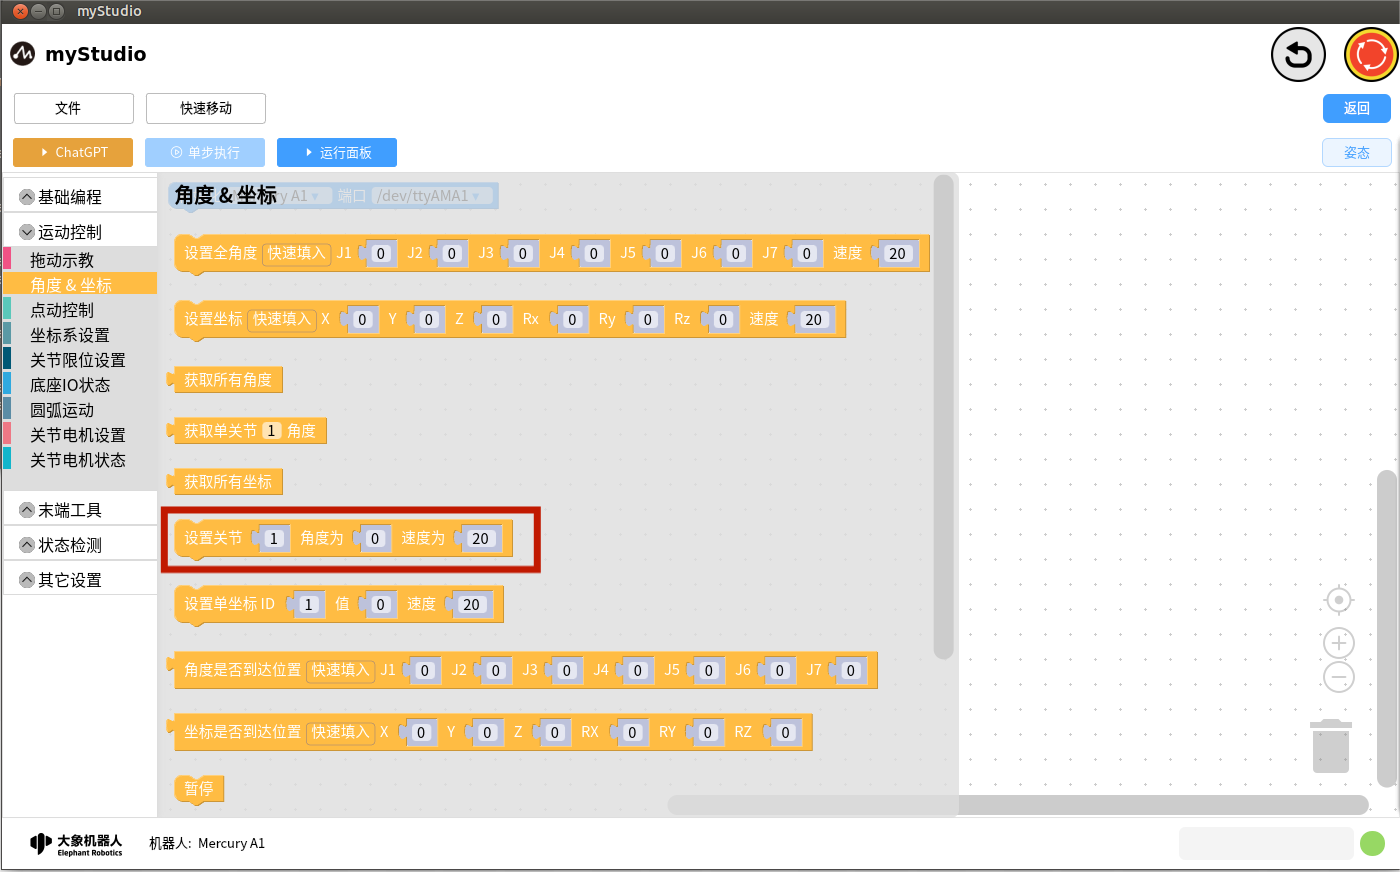 myStudio
myStudio
文件 快速移动 返回
ChatGPT 单步执行 运行面板 姿态
基础编程
运动控制
拖动示教
角度 & 坐标
点动控制
坐标系设置
关节限位设置
底座IO状态
圆弧运动
关节电机设置
关节电机状态
末端工具
状态检测
其它设置
角度 & 坐标 y A1 端口 /dev/ttyAMA1
设置全角度 快速填入 J1 0 J2 0 J3 0 J4 0 J5 0 J6 0 J7 0 速度 20
设置坐标 快速填入 X 0 Y 0 Z 0 Rx 0 Ry 0 Rz 0 速度 20
获取所有角度
获取单关节 1 角度
获取所有坐标
设置关节 1 角度为 0 速度为 20
设置单坐标 ID 1 值 0 速度 20
角度是否到达位置 快速填入 J1 0 J2 0 J3 0 J4 0 J5 0 J6 0 J7 0
坐标是否到达位置 快速填入 X 0 Y 0 Z 0 RX 0 RY 0 RZ 0
暂停
大象机器人
Elephant Robotics
机器人: Mercury A1